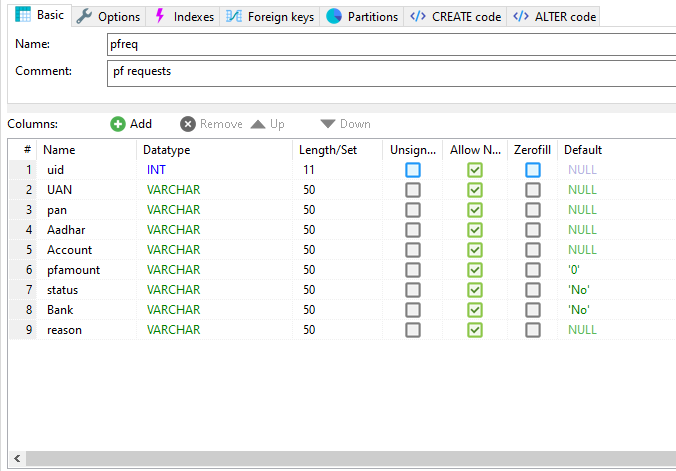 Basic Options Indexes Foreign keys Partitions </> CREATE code </> ALTER code
Name: pfreq
Comment: pf requests
Columns: Add Remove Up Down
# Name Datatype Length/Set Unsign... Allow N... Zerofill Default
1 uid INT 11 NULL
2 UAN VARCHAR 50 NULL
3 pan VARCHAR 50 NULL
4 Aadhar VARCHAR 50 NULL
5 Account VARCHAR 50 NULL
6 pfamount VARCHAR 50 '0'
7 status VARCHAR 50 'No'
8 Bank VARCHAR 50 'No'
9 reason VARCHAR 50 NULL